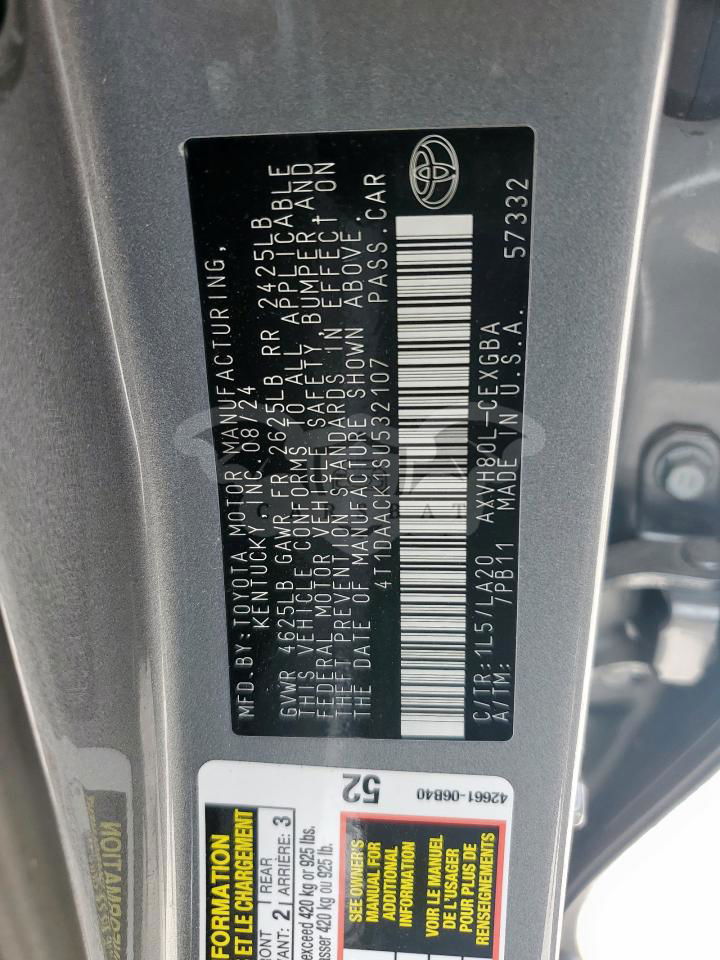 MFD. BY: TOYOTA MOTOR MANUFACTURING,
KENTUCKY INC 08/24
GVWR 4625LB GAWR FR 2625LB RR 2425LB
THIS VEHICLE CONFORMS TO ALL APPLICABLE
FEDERAL MOTOR VEHICLE SAFETY, BUMPER, AND
THEFT PREVENTION STANDARDS IN EFFECT ON
THE DATE OF MANUFACTURE SHOWN ABOVE.
4T1DAACK1SU532107 PASS. CAR
C/TR: 1L5/LA20 AXVH80L-CEXGBA
A/TM: /PB11 MADE IN U.S.A. 57332
FORMATION
ET LE CHARGEMENT
RONT
REAR
ANT: 2 ARRIÈRE: 3
exceed 420 kg or 925 lbs.
sser 420 kg ou 925 lb.
52
42661-06B40
SEE OWNER'S
MANUAL FOR
ADDITIONAL
INFORMATION
VOIR LE MANUEL
DE L'USAGER
POUR PLUS DE
RENSEIGNEMENTS